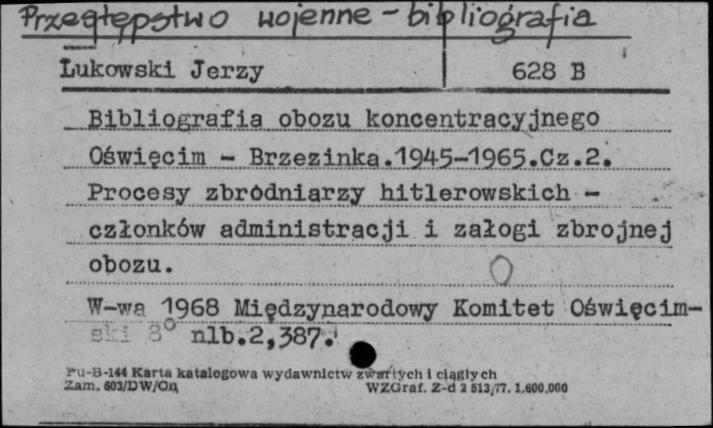 Przestępstwo wojenne - bibliografia
Łukowski Jerzy 628 B
Bibliografia obozu koncentracyjnego
Oświęcim - Brzezinka.1945-1965.Cz.2.
Procesy zbrodniarzy hitlerowskich -
członków administracji i załogi zbrojnej
obozu.
W-wa 1968 Międzynarodowy Komitet Oświęcim-
ski 8° nlb.2,387.
Pu-B-144 Karta katalogowa wydawnictw zwartych i ciągłych
Zam. 603/DW/Oą WZGraf. Z-d 2 513/77. 1.600.000